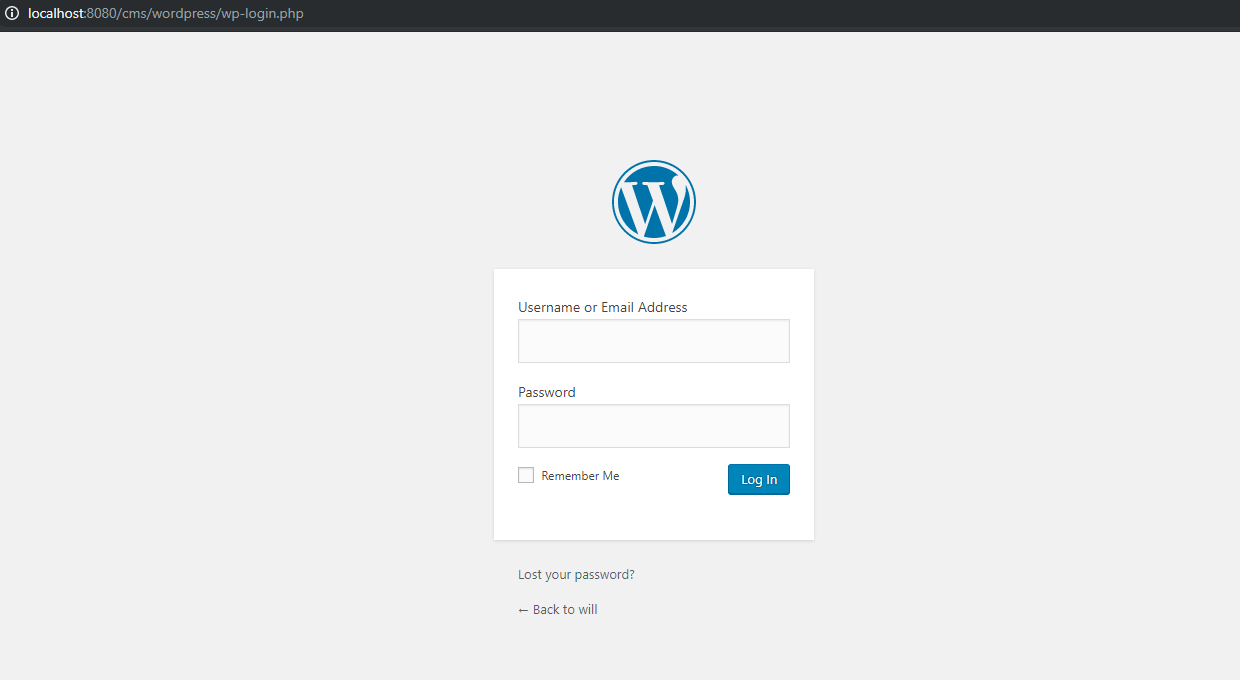 localhost:8080/cms/wordpress/wp-login.php
Username or Email Address
Password
Remember Me
Log In
Lost your password?
← Back to will